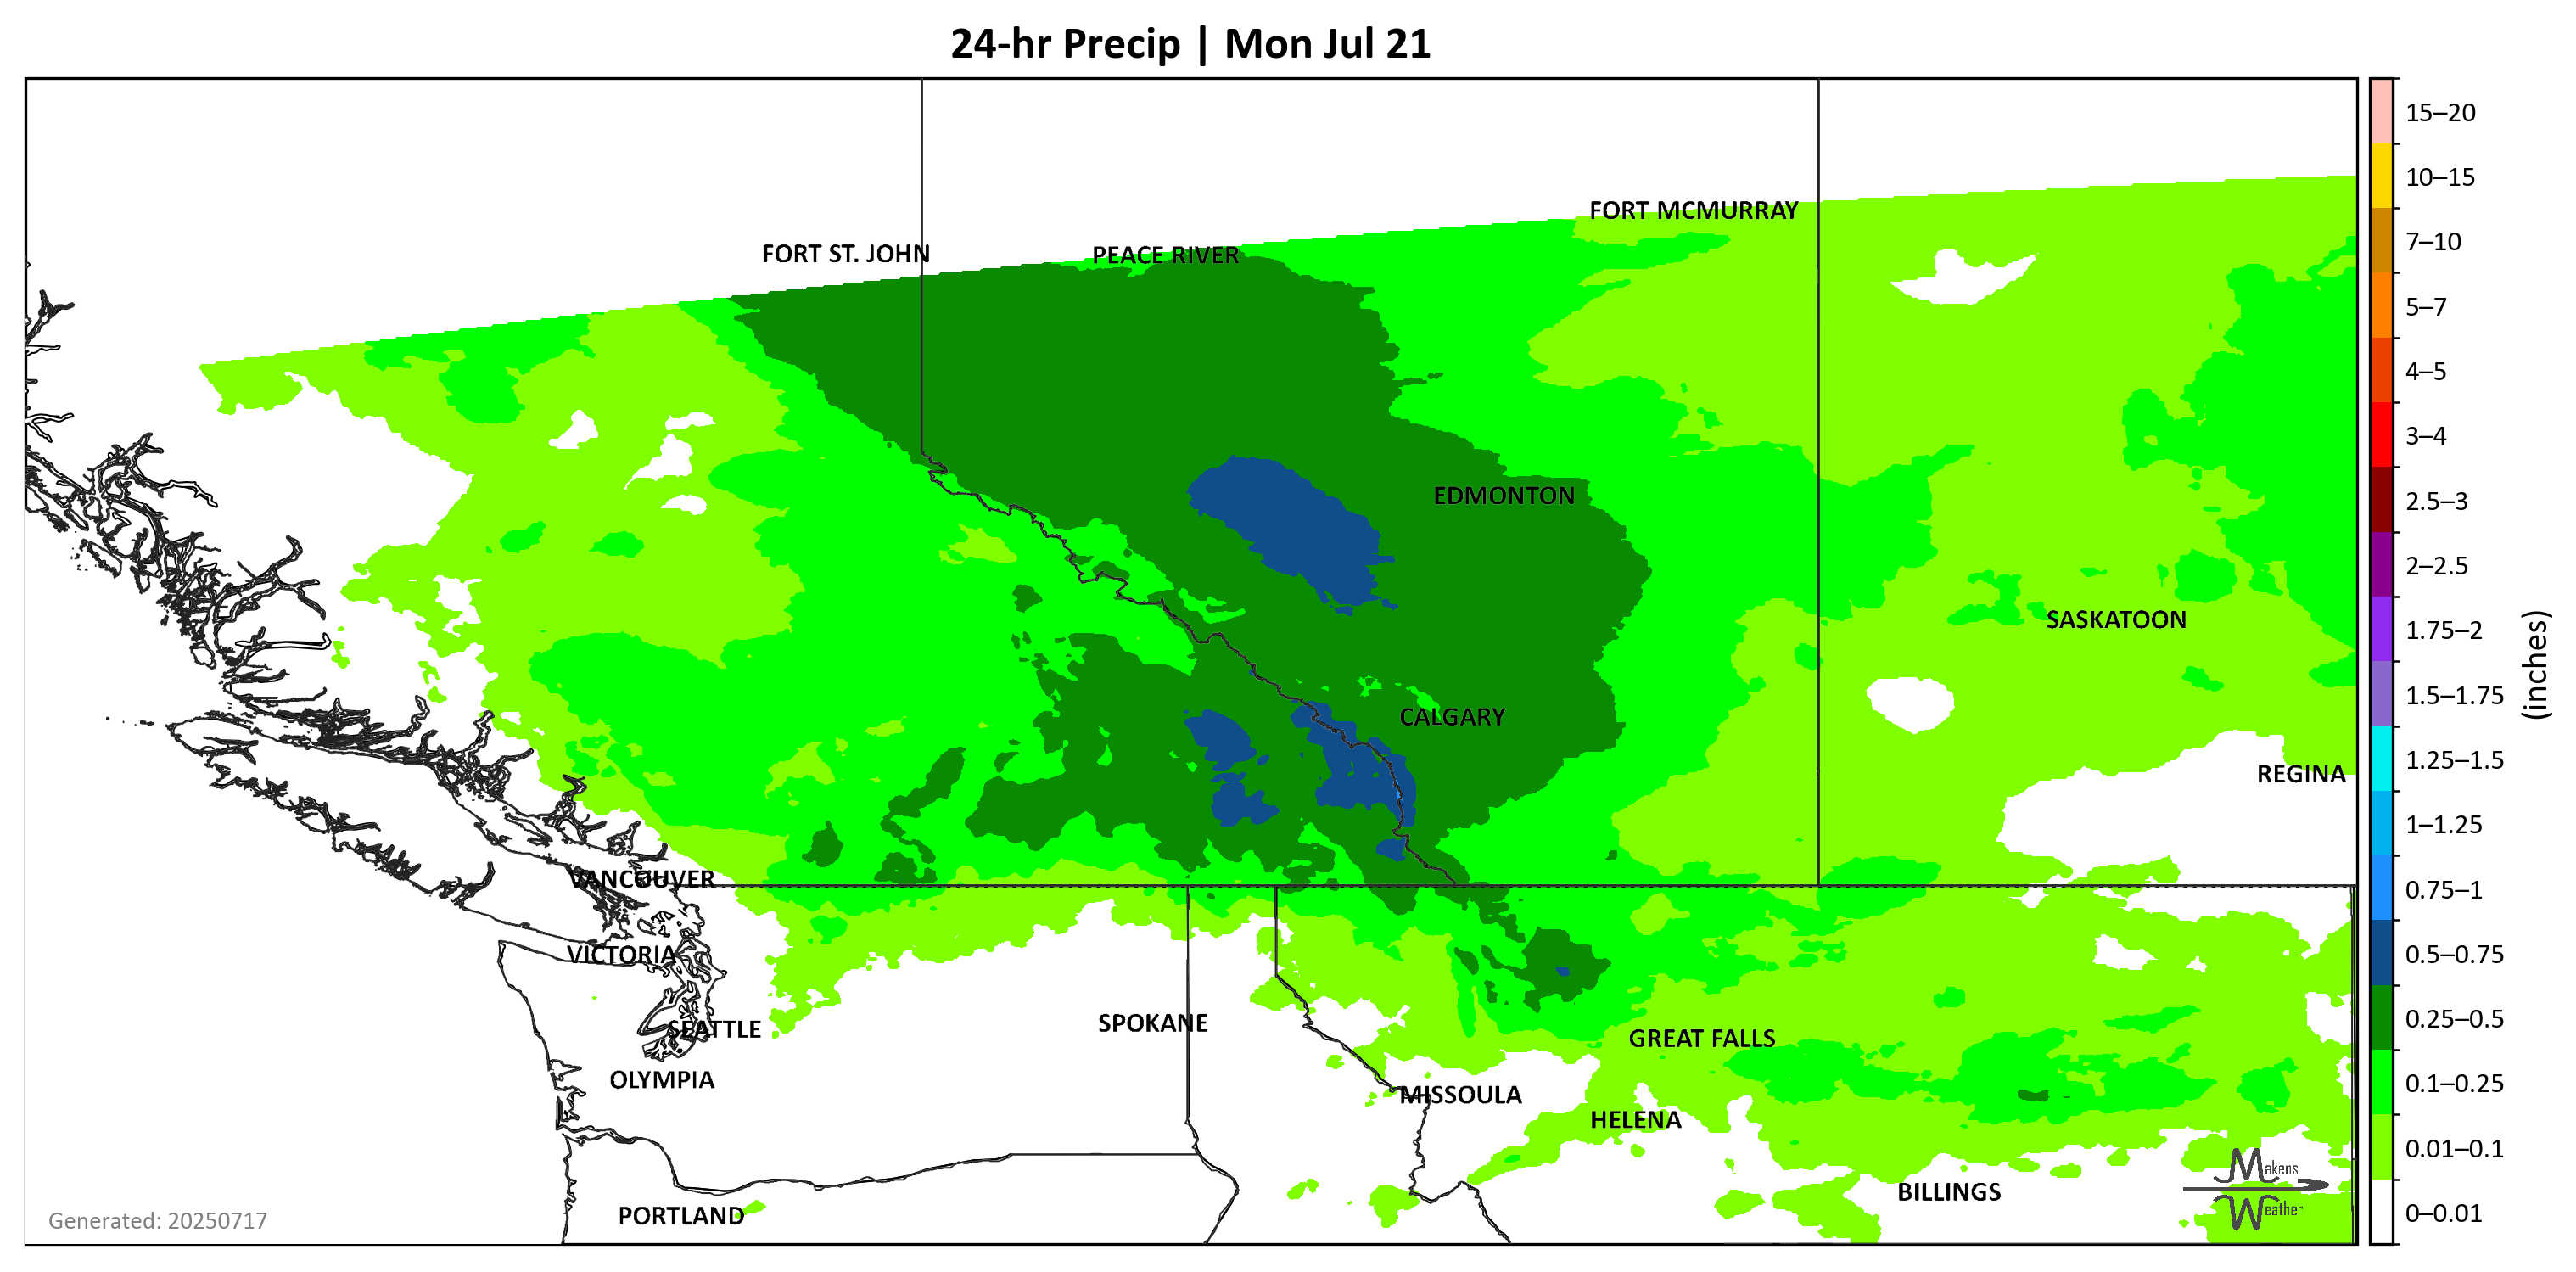 24-hr Precip | Mon Jul 21
FORT MCMURRAY
FORT ST. JOHN
PEACE RIVER
EDMONTON
SASKATOON
CALGARY
REGINA
VANCOUVER
VICTORIA
SPOKANE
SEATTLE
GREAT FALLS
OLYMPIA
MISSOULA
HELENA
BILLINGS
PORTLAND
Makens
Weather
Generated: 20250717
15–20
10–15
7–10
5–7
4–5
3–4
2.5–3
2–2.5
1.75–2
1.5–1.75
1.25–1.5
1–1.25
0.75–1
0.5–0.75
0.25–0.5
0.1–0.25
0.01–0.1
0–0.01
(inches)